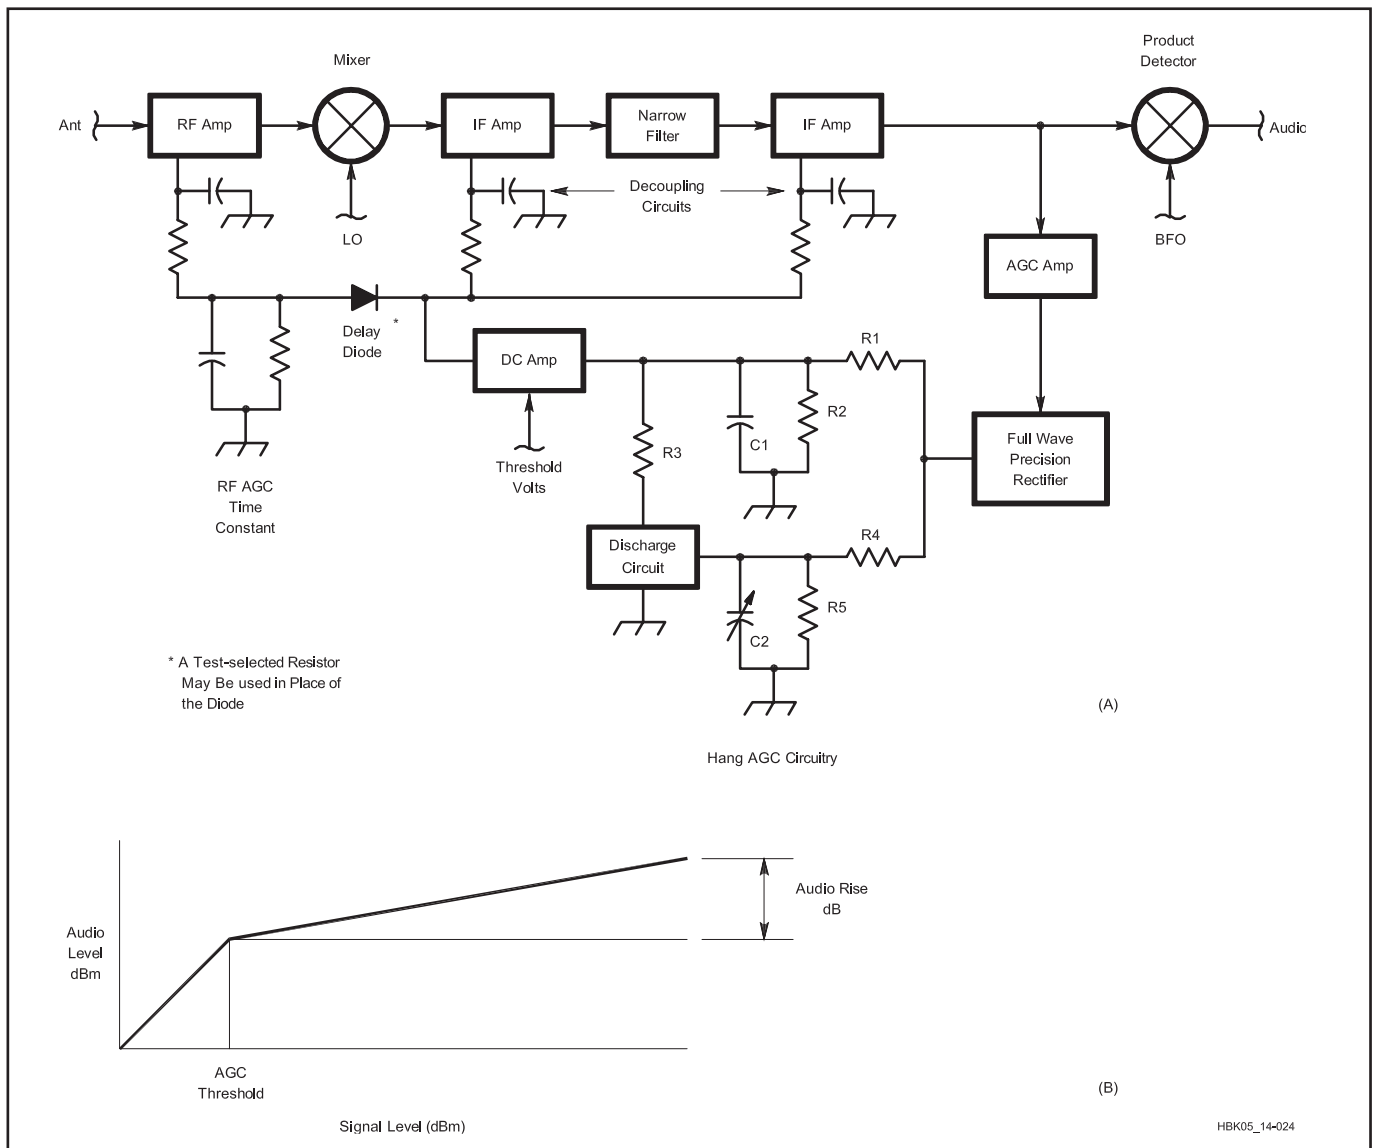 Mixer
Product
Detector
Ant
RF Amp
IF Amp
Narrow
Filter
IF Amp
Audio
Decoupling
Circuits
LO
BFO
AGC Amp
Delay
Diode
*
DC Amp
R1
R2
C1
R3
Threshold
Volts
Full Wave
Precision
Rectifier
RF AGC
Time
Constant
Discharge
Circuit
R4
R5
C2
* A Test-selected Resistor
May Be used in Place of
the Diode
(A)
Hang AGC Circuitry
Audio
Level
dBm
Audio Rise
dB
AGC
Threshold
(B)
Signal Level (dBm)
HBK05_14-024